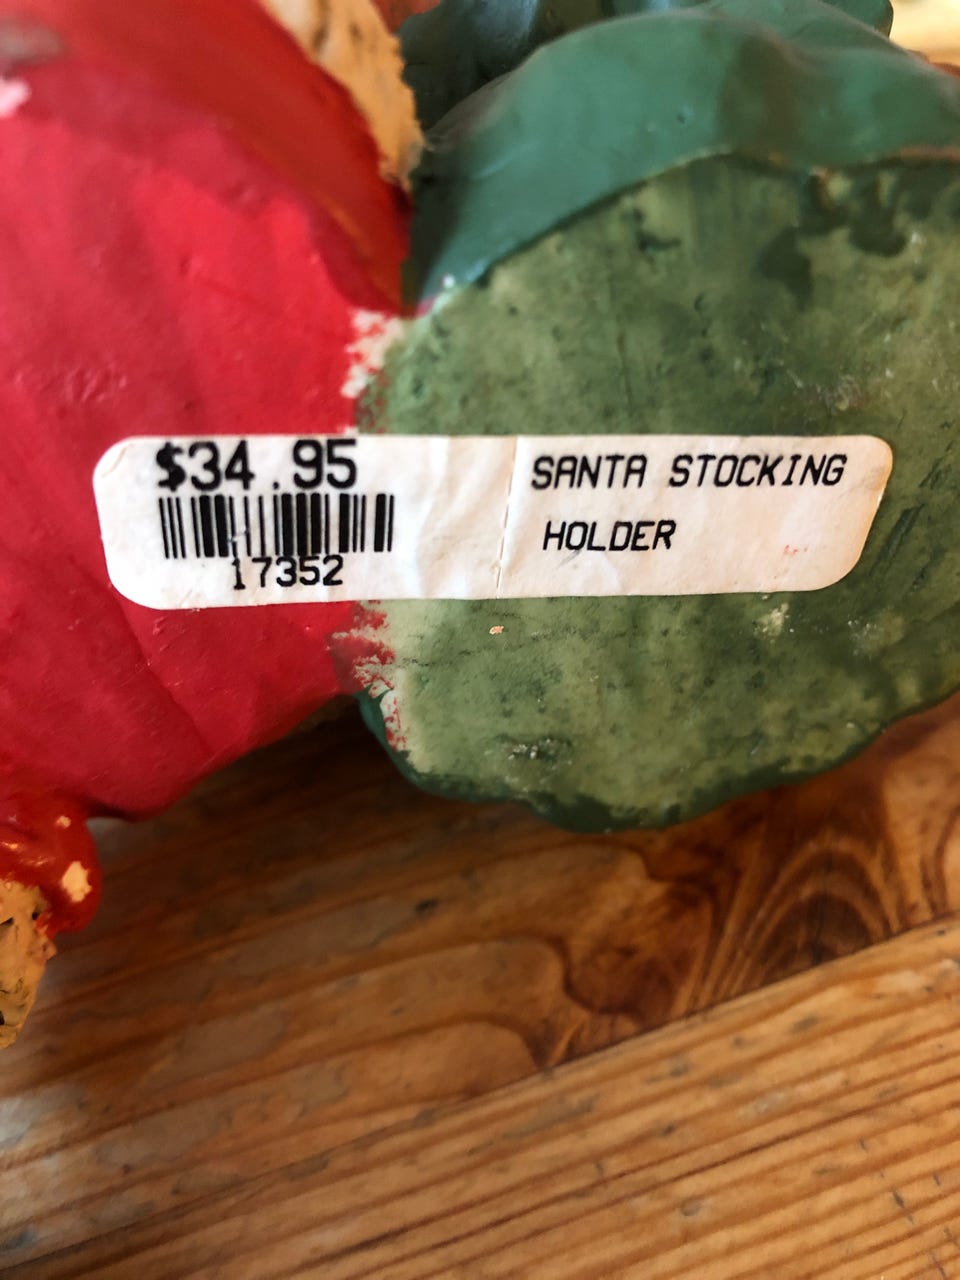 $34.95
17352
SANTA STOCKING
HOLDER